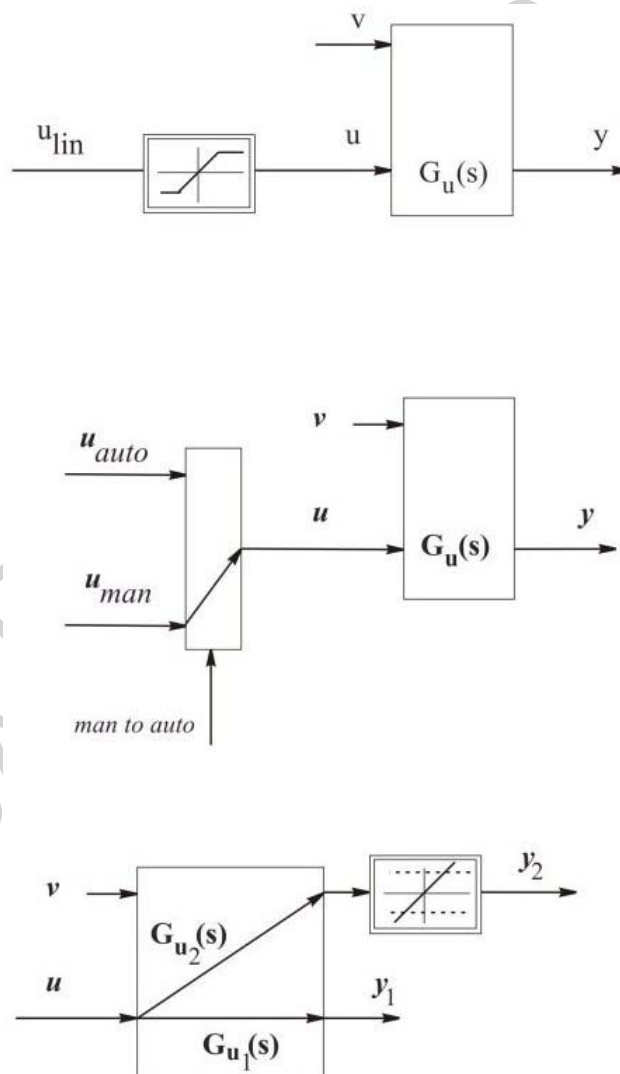 v
u_lin
u
y
G_u(s)
u_auto
v
u
y
u_man
G_u(s)
man to auto
v
G_u2(s)
y_2
u
y_1
G_u1(s)